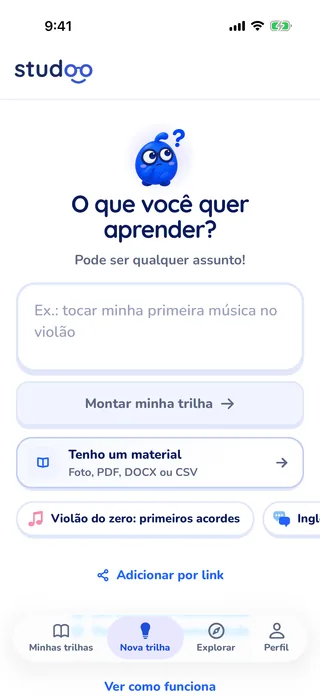 9:41
studoo
?
O que você quer
aprender?
Pode ser qualquer assunto!
Ex.: tocar minha primeira música no
violão
Montar minha trilha →
Tenho um material
Foto, PDF, DOCX ou CSV
Violão do zero: primeiros acordes
Ingl
Adicionar por link
Minhas trilhas
Nova trilha
Explorar
Perfil
Ver como funciona